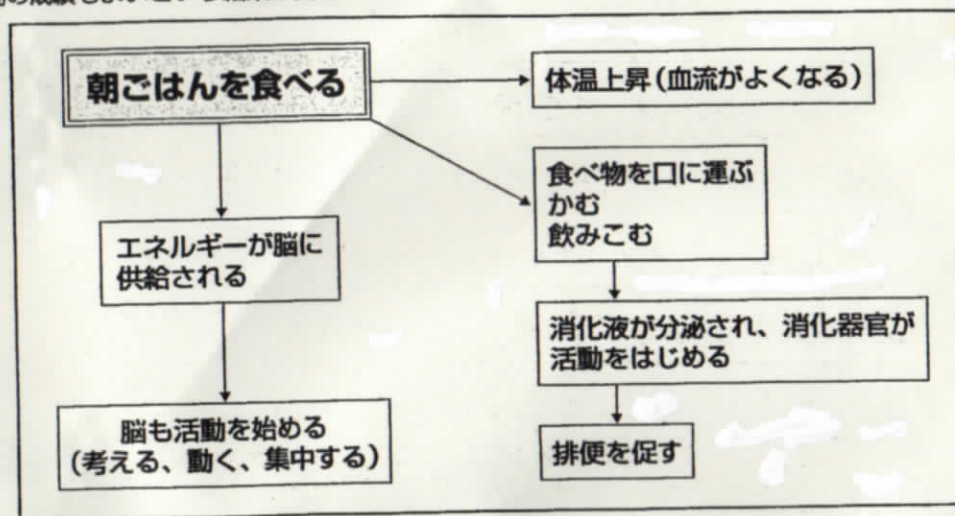 朝ごはんを食べる
体温上昇(血流がよくなる)
食べ物を口に運ぶ
かむ
飲みこむ
エネルギーが脳に
供給される
消化液が分泌され、消化器官が
活動をはじめる
脳も活動を始める
(考える、動く、集中する)
排便を促す